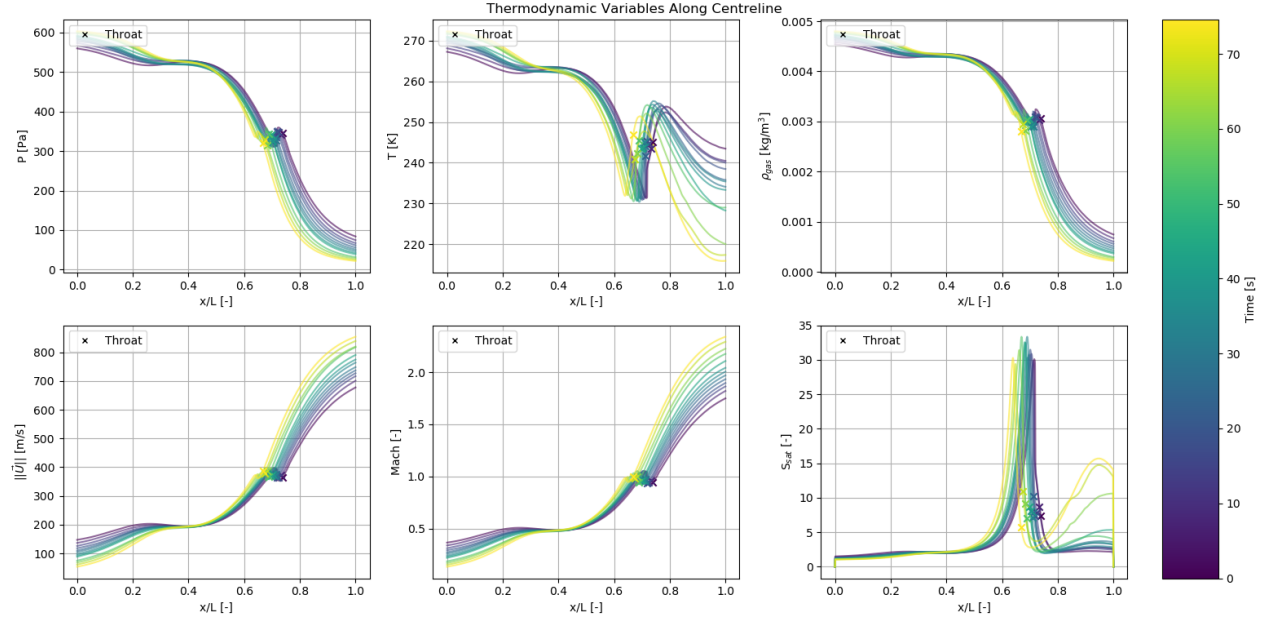 Thermodynamic Variables Along Centreline
600
500
400
300
200
100
0
P [Pa]
Throat
0.0 0.2 0.4 0.6 0.8 1.0
x/L [-]
270
260
250
240
230
220
T [K]
Throat
0.0 0.2 0.4 0.6 0.8 1.0
x/L [-]
0.005
0.004
0.003
0.002
0.001
0.000
ρgas [kg/m³]
Throat
0.0 0.2 0.4 0.6 0.8 1.0
x/L [-]
800
700
600
500
400
300
200
100
||U⃗|| [m/s]
Throat
0.0 0.2 0.4 0.6 0.8 1.0
x/L [-]
2.0
1.5
1.0
0.5
Mach [-]
Throat
0.0 0.2 0.4 0.6 0.8 1.0
x/L [-]
35
30
25
20
15
10
5
0
Ssat [-]
Throat
0.0 0.2 0.4 0.6 0.8 1.0
x/L [-]
70
60
50
40
30
20
10
0
Time [s]